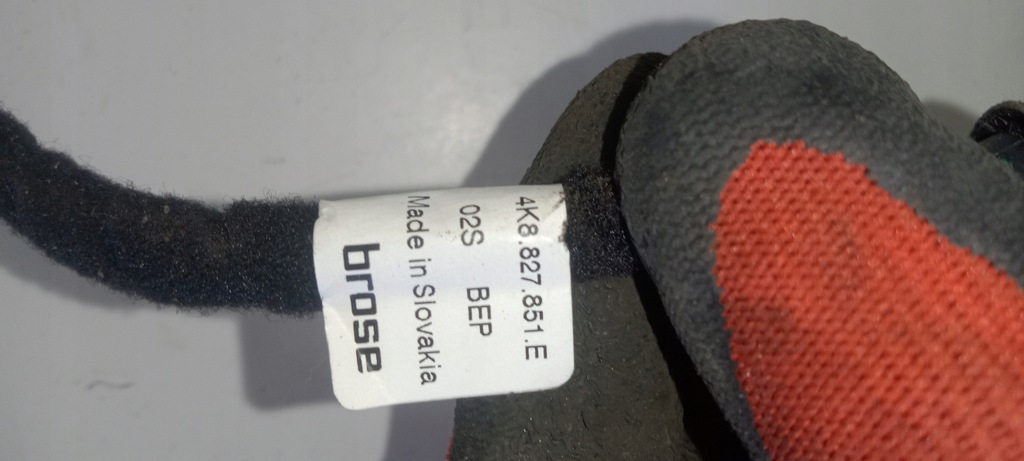 4K8.827.851.E
02S BEP
Made in Slovakia
brose